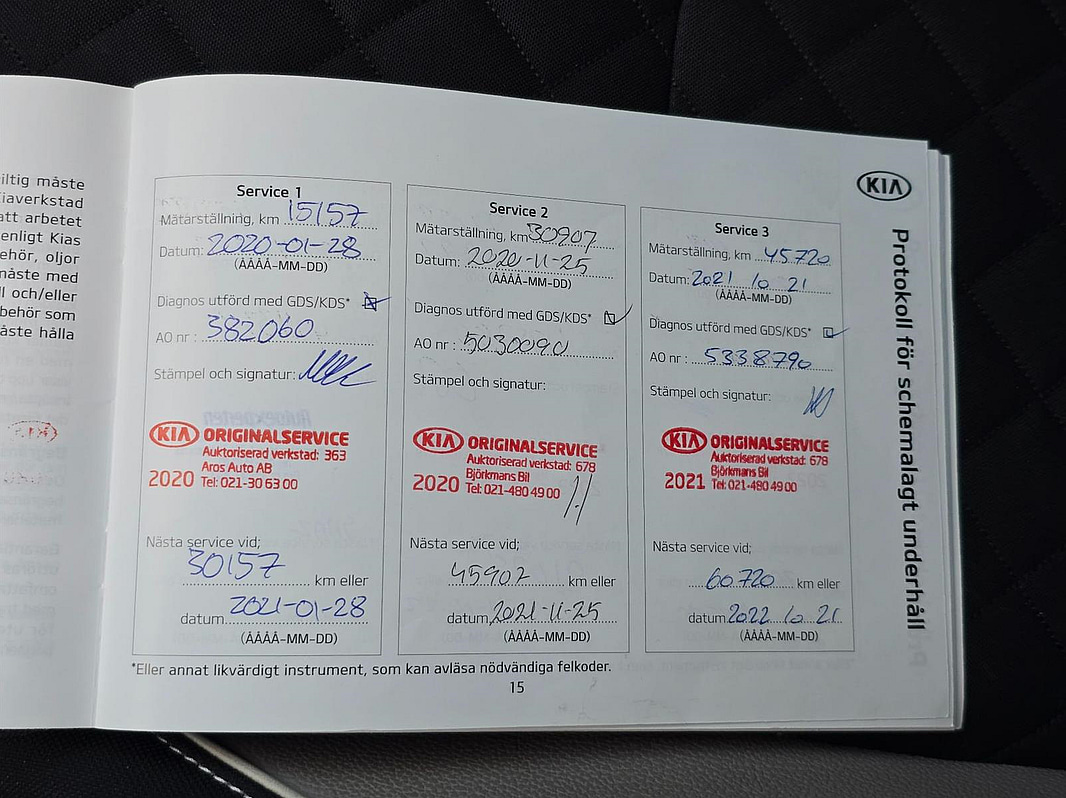 iltig måste
iaverkstad
att arbetet
enligt Kias
behör, oljor
måste med
ll och/eller
behör som
åste hålla
KIA
Protokoll för schemalagt underhåll
Service 1
Mätarställning, km 15157
Datum: 2020-01-28
(ÅÅÅÅ-MM-DD)
Diagnos utförd med GDS/KDS*
AO nr : 382060
Stämpel och signatur:
KIA ORIGINALSERVICE
Auktoriserad verkstad: 363
Aros Auto AB
2020 Tel: 021-30 63 00
Nästa service vid;
30157 km eller
datum 2021-01-28
(ÅÅÅÅ-MM-DD)
Service 2
Mätarställning, km 30907
Datum: 2020-11-25
(ÅÅÅÅ-MM-DD)
Diagnos utförd med GDS/KDS*
AO nr : 5030090
Stämpel och signatur:
KIA ORIGINALSERVICE
Auktoriserad verkstad: 678
Björkmans Bil
2020 Tel: 021-480 49 00
Nästa service vid;
45907 km eller
datum 2021-11-25
(ÅÅÅÅ-MM-DD)
Service 3
Mätarställning, km 45720
Datum: 2021 10 21
(ÅÅÅÅ-MM-DD)
Diagnos utförd med GDS/KDS*
AO nr : 5338790
Stämpel och signatur:
KIA ORIGINALSERVICE
Auktoriserad verkstad: 678
Björkmans Bil
2021 Tel: 021-480 49 00
Nästa service vid;
60720 km eller
datum 2022 10 21
(ÅÅÅÅ-MM-DD)
*Eller annat likvärdigt instrument, som kan avläsa nödvändiga felkoder.
15